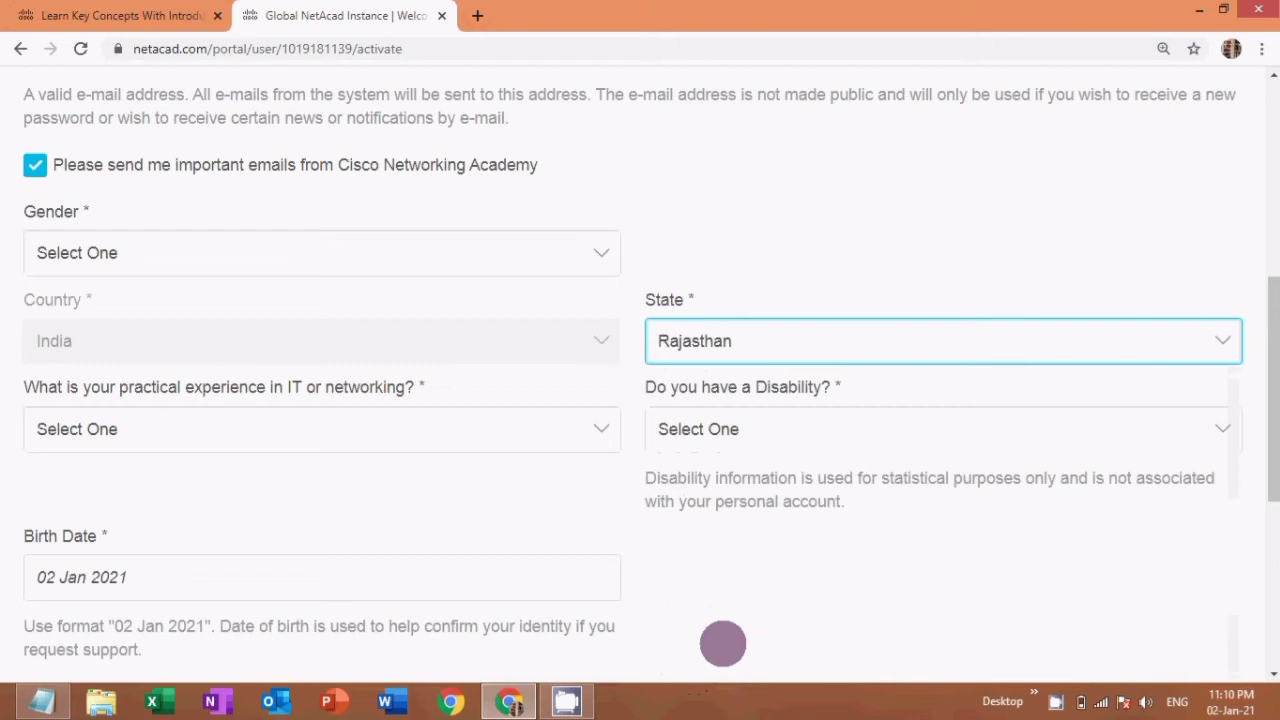 Learn Key Concepts With Introdu
Global NetAcad Instance | Welco
netacad.com/portal/user/1019181139/activate
A valid e-mail address. All e-mails from the system will be sent to this address. The e-mail address is not made public and will only be used if you wish to receive a new
password or wish to receive certain news or notifications by e-mail.
Please send me important emails from Cisco Networking Academy
Gender *
Select One
Country *
State *
India
Rajasthan
What is your practical experience in IT or networking? *
Do you have a Disability? *
Select One
Select One
Disability information is used for statistical purposes only and is not associated
with your personal account.
Birth Date *
02 Jan 2021
Use format "02 Jan 2021". Date of birth is used to help confirm your identity if you
request support.
Desktop
ENG
11:10 PM
02-Jan-21